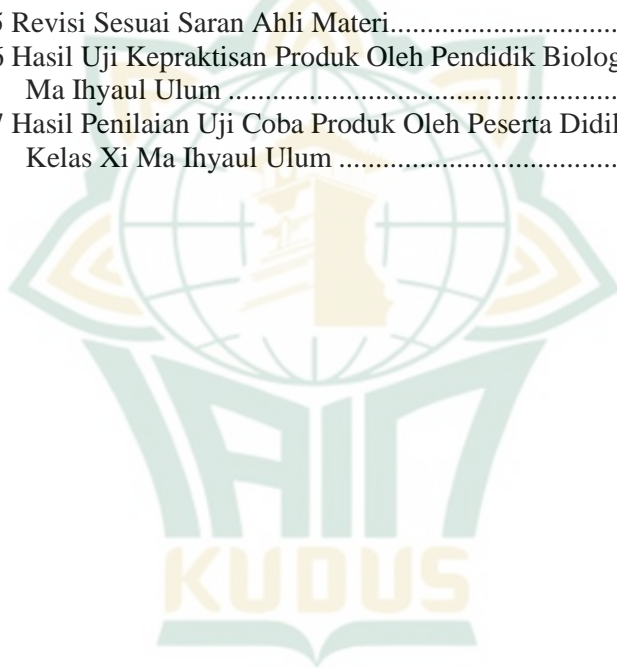 5 Revisi Sesuai Saran Ahli Materi..................................
6 Hasil Uji Kepraktisan Produk Oleh Pendidik Biolog
Ma Ihyaul Ulum ......................................................
7 Hasil Penilaian Uji Coba Produk Oleh Peserta Didik
Kelas Xi Ma Ihyaul Ulum ......................................
IAIN
KUDUS